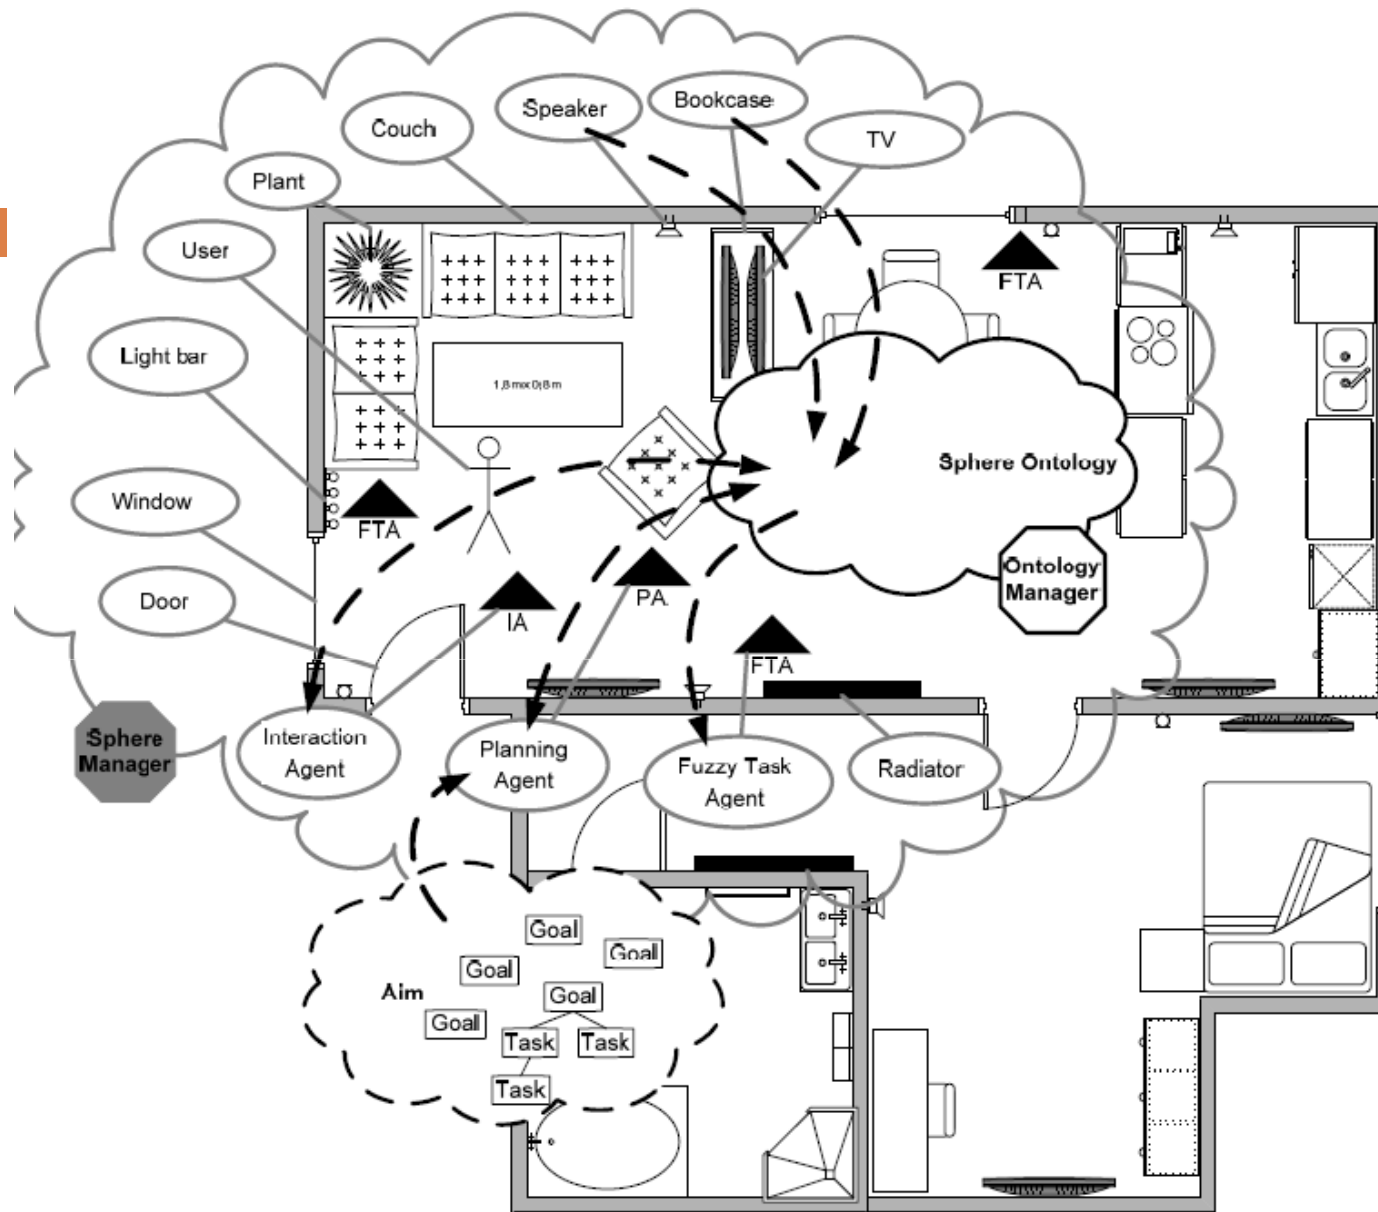 Bookcase
Speaker
Couch
TV
Plant
User
FTA
Light bar
1,8mx 0,8m
Sphere Ontology
Window
FTA
Ontology
Manager
Door
PA.
IA
FTA
Sphere
Manager
Interaction
Agent
Planning
Agent
Fuzzy Task
Agent
Radiator
Goal
Goal
Goal
Aim
Goal
Goal
Task
Task
Task